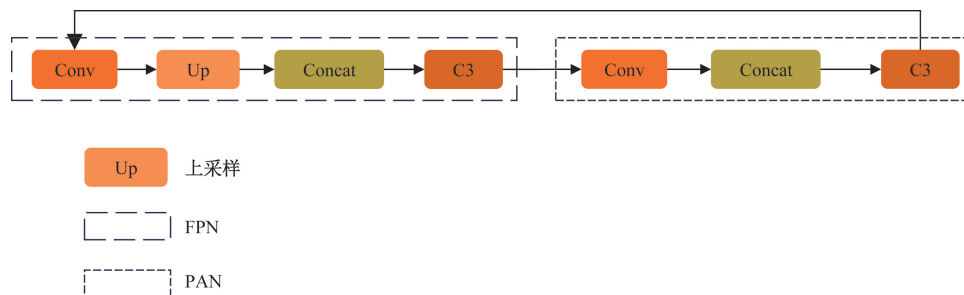 Conv Up Concat C3 Conv Concat C3
Up 上采样
FPN
PAN